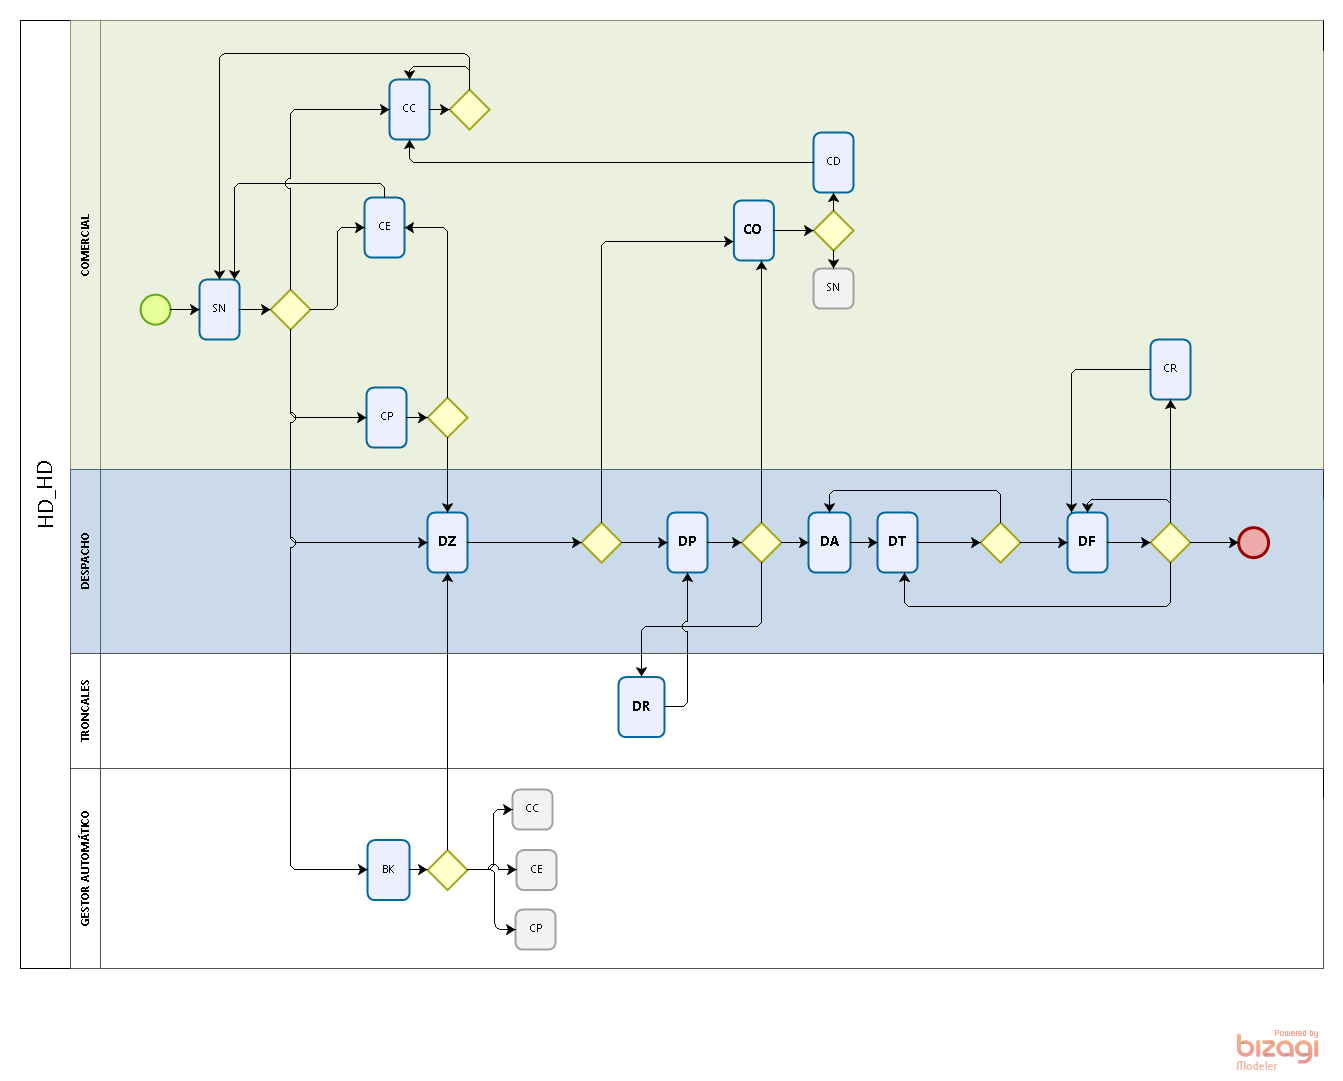 HD_HD
COMERCIAL
CC
CD
CE
CO
SN
SN
CR
CP
DESPACHO
DZ
DP
DA
DT
DF
TRONCALES
DR
GESTOR AUTOMÁTICO
CC
BK
CE
CP
Powered by
bizagi
Modeler